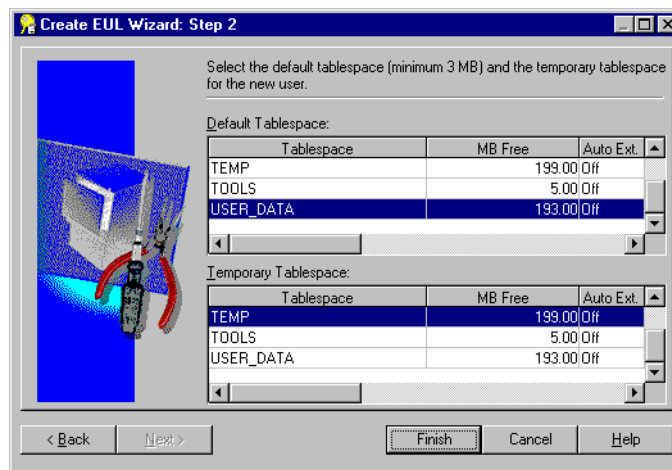 Create EUL Wizard: Step 2
Select the default tablespace (minimum 3 MB) and the temporary tablespace
for the new user.
Default Tablespace:
Tablespace MB Free Auto Ext.
TEMP 199.00 Off
TOOLS 5.00 Off
USER_DATA 193.00 Off
Temporary Tablespace:
Tablespace MB Free Auto Ext.
TEMP 199.00 Off
TOOLS 5.00 Off
USER_DATA 193.00 Off
< Back Next > Finish Cancel Help